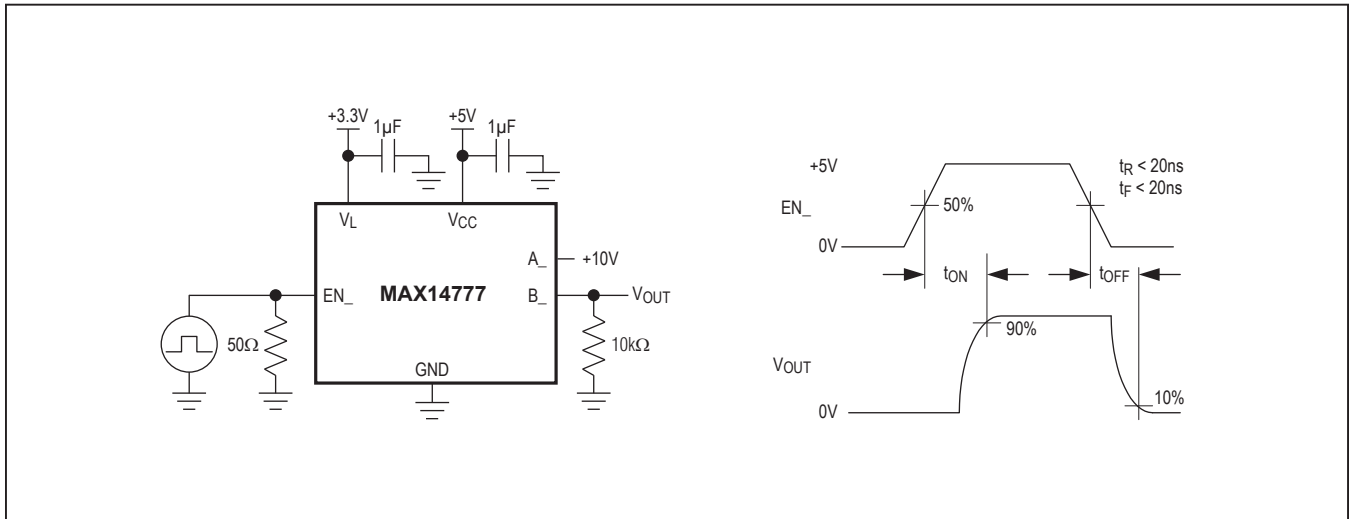 +3.3V
1µF
+5V
1µF
VL
VCC
A_
+10V
EN_
MAX14777
B_
VOUT
50Ω
10kΩ
GND
+5V
tR < 20ns
tF < 20ns
EN_
50%
0V
tON
tOFF
90%
VOUT
0V
10%